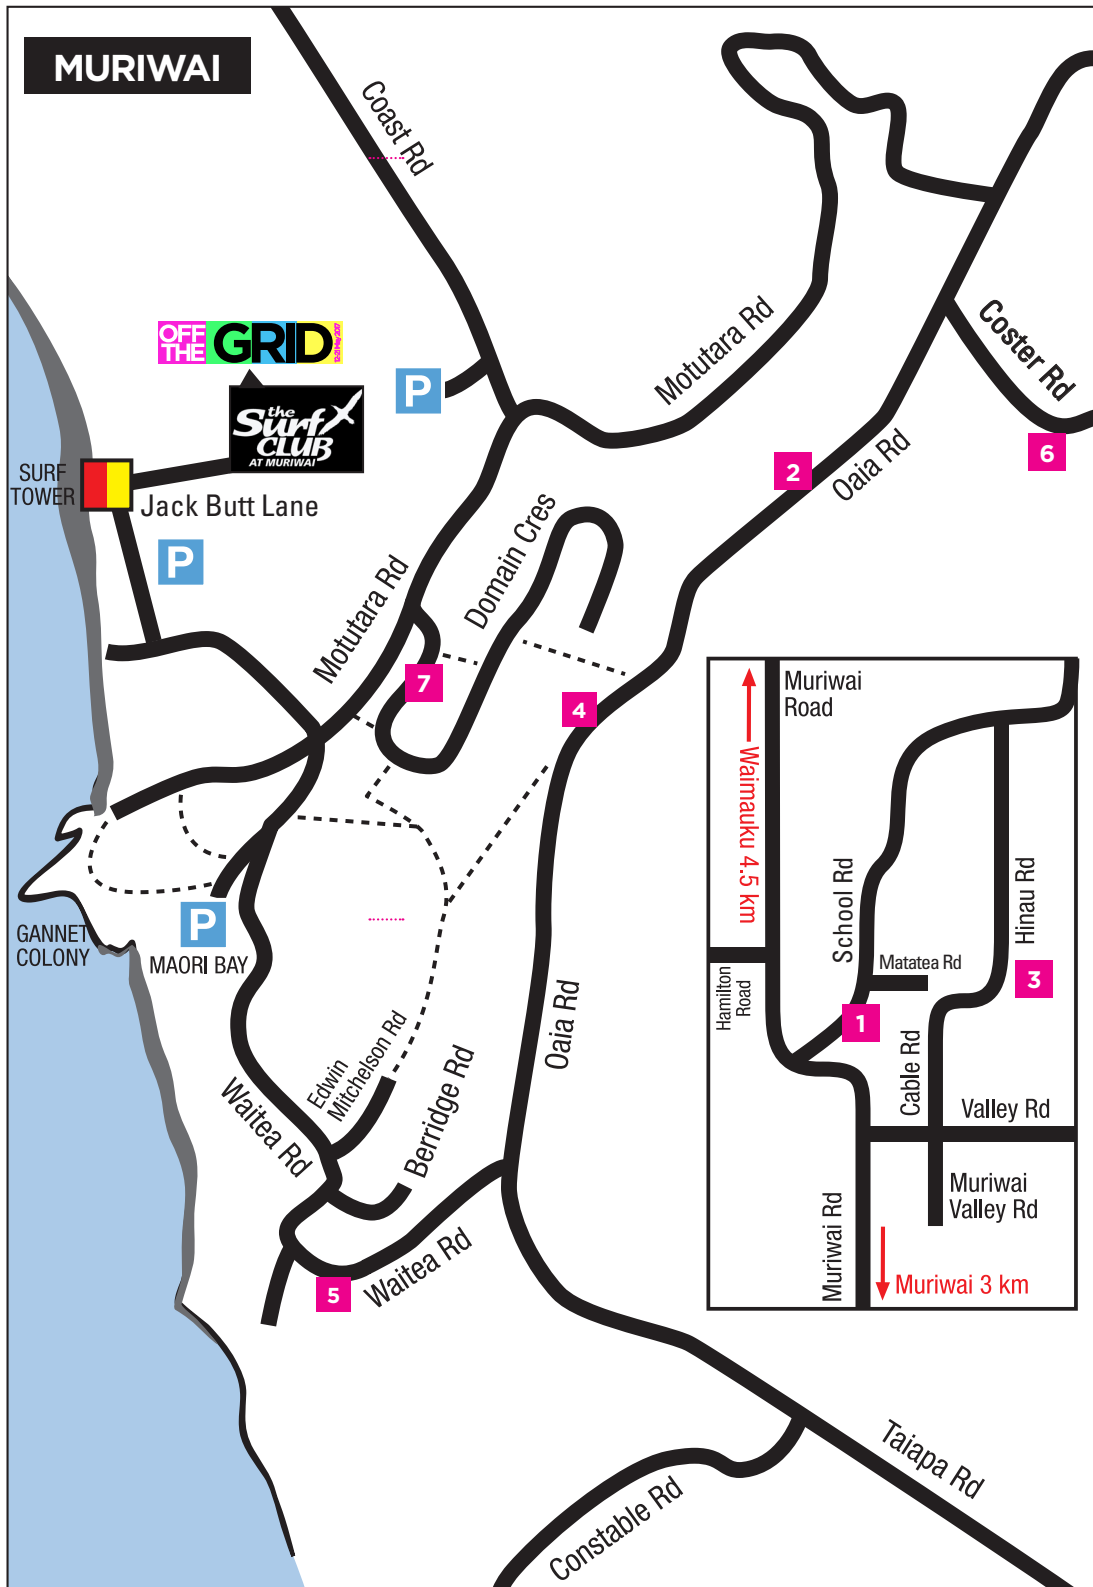 MURIWAI
Coast Rd
OFF
THE
GRID
12-21 May 2017
the
Surf
CLUB
AT MURIWAI
P
Motutara Rd
Coster Rd
6
2
Oaia Rd
SURF
TOWER
Jack Butt Lane
P
Domain Cres
Motutara Rd
7
4
Muriwai
Road
Waimauku 4.5 km
School Rd
Hinau Rd
Matatea Rd
3
Hamilton
Road
1
Cable Rd
Valley Rd
Muriwai
Valley Rd
Muriwai Rd
Muriwai 3 km
P
GANNET
COLONY
MAORI BAY
Oaia Rd
Edwin
Mitchelson Rd
Berridge Rd
Waitea Rd
Waitea Rd
5
Taiapa Rd
Constable Rd